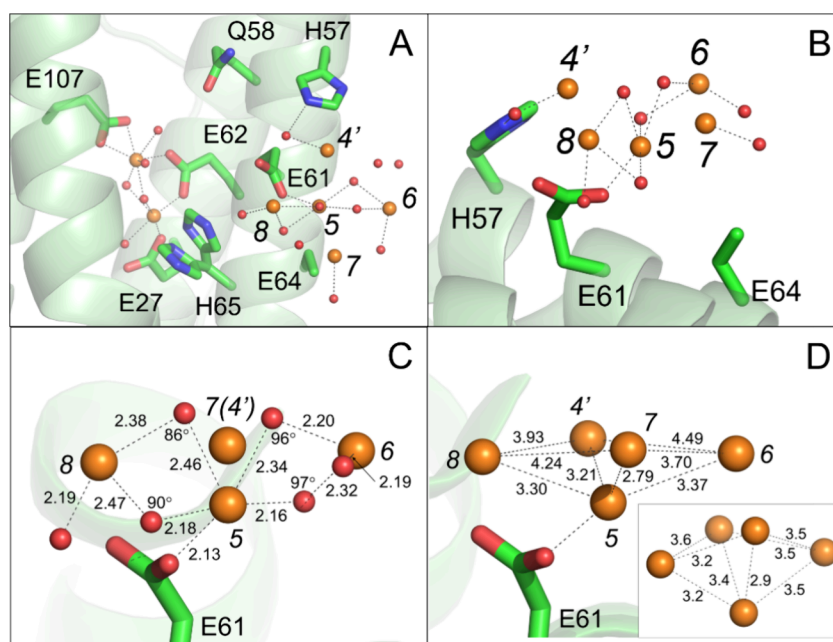 A
Q58
H57
E107
E62
4’
E61
6
8
5
7
E64
E27
H65
B
4’
6
8
5
7
H57
E61
E64
C
7(4’)
2.38
86°
96°
2.20
6
8
2.46
2.34
2.19
2.19
2.47
90°
97°
2.32
2.18
5
2.16
2.13
E61
D
4’
7
8
3.93
4.49
6
4.24
3.70
3.21
2.79
3.30
3.37
5
E61
3.6
3.5
3.2
3.5
3.4
2.9
3.2
3.5